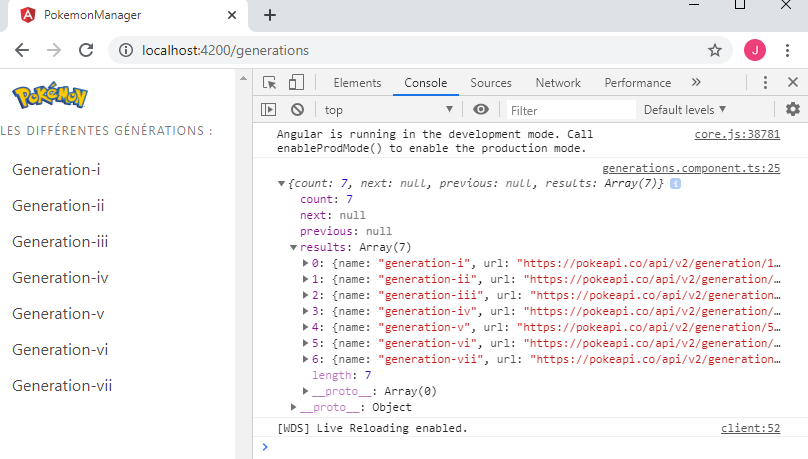 PokemonManager
localhost:4200/generations
J
POKéMON
LES DIFFÉRENTES GÉNÉRATIONS :
Generation-i
Generation-ii
Generation-iii
Generation-iv
Generation-v
Generation-vi
Generation-vii
Elements Console Sources Network Performance »
top Filter Default levels
Angular is running in the development mode. Call core.js:38781
enableProdMode() to enable the production mode.
generations.component.ts:25
{count: 7, next: null, previous: null, results: Array(7)} i
count: 7
next: null
previous: null
results: Array(7)
0: {name: "generation-i", url: "https://pokeapi.co/api/v2/generation/1…
1: {name: "generation-ii", url: "https://pokeapi.co/api/v2/generation/…
2: {name: "generation-iii", url: "https://pokeapi.co/api/v2/generation…
3: {name: "generation-iv", url: "https://pokeapi.co/api/v2/generation/…
4: {name: "generation-v", url: "https://pokeapi.co/api/v2/generation/5…
5: {name: "generation-vi", url: "https://pokeapi.co/api/v2/generation/…
6: {name: "generation-vii", url: "https://pokeapi.co/api/v2/generation…
length: 7
__proto__: Array(0)
__proto__: Object
[WDS] Live Reloading enabled. client:52